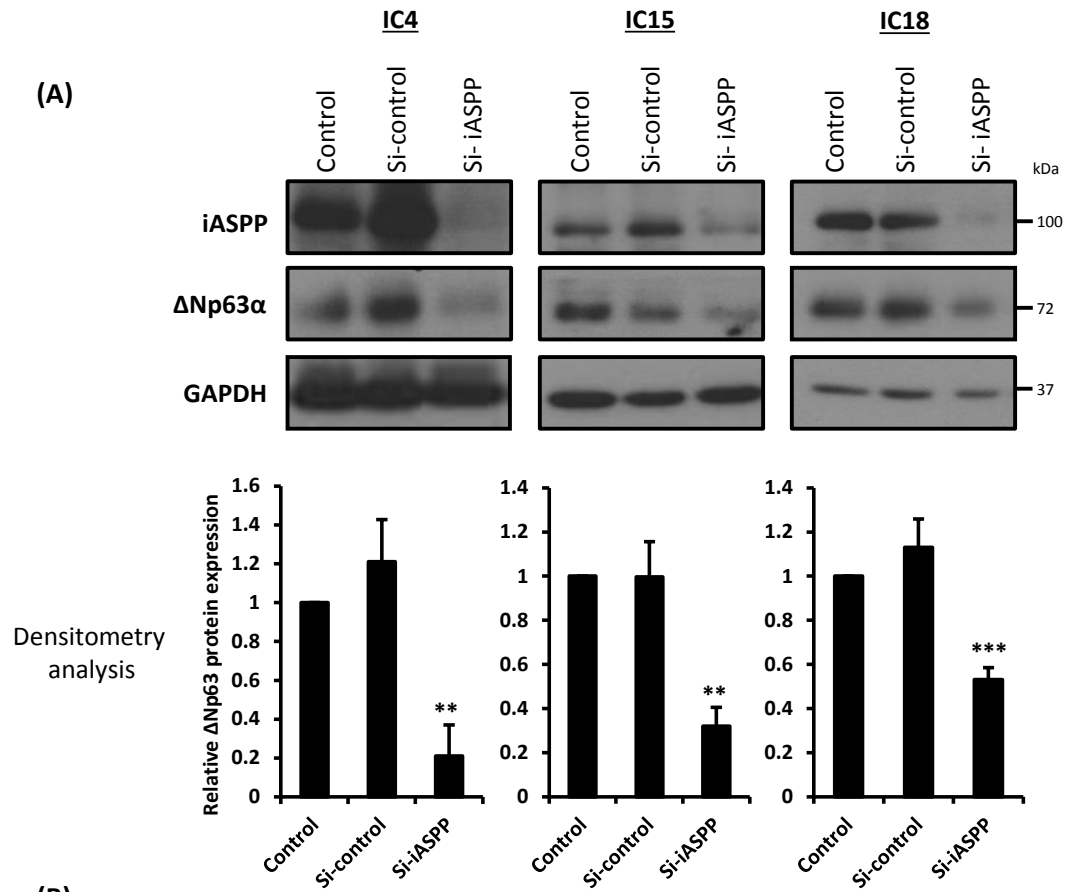 IC4 IC15 IC18
(A)
Control Si-control Si- iASPP Control Si-control Si- iASPP Control Si-control Si- iASPP
kDa
iASPP 100
ΔNp63α 72
GAPDH 37
Densitometry
analysis
Relative ΔNp63 protein expression
1.6
1.4
1.2
1
0.8
0.6
0.4
0.2
0
**
Control Si-control Si-iASPP
1.4
1.2
1
0.8
0.6
0.4
0.2
0
**
Control Si-control Si-iASPP
1.4
1.2
1
0.8
0.6
0.4
0.2
0
***
Control Si-control Si-iASPP